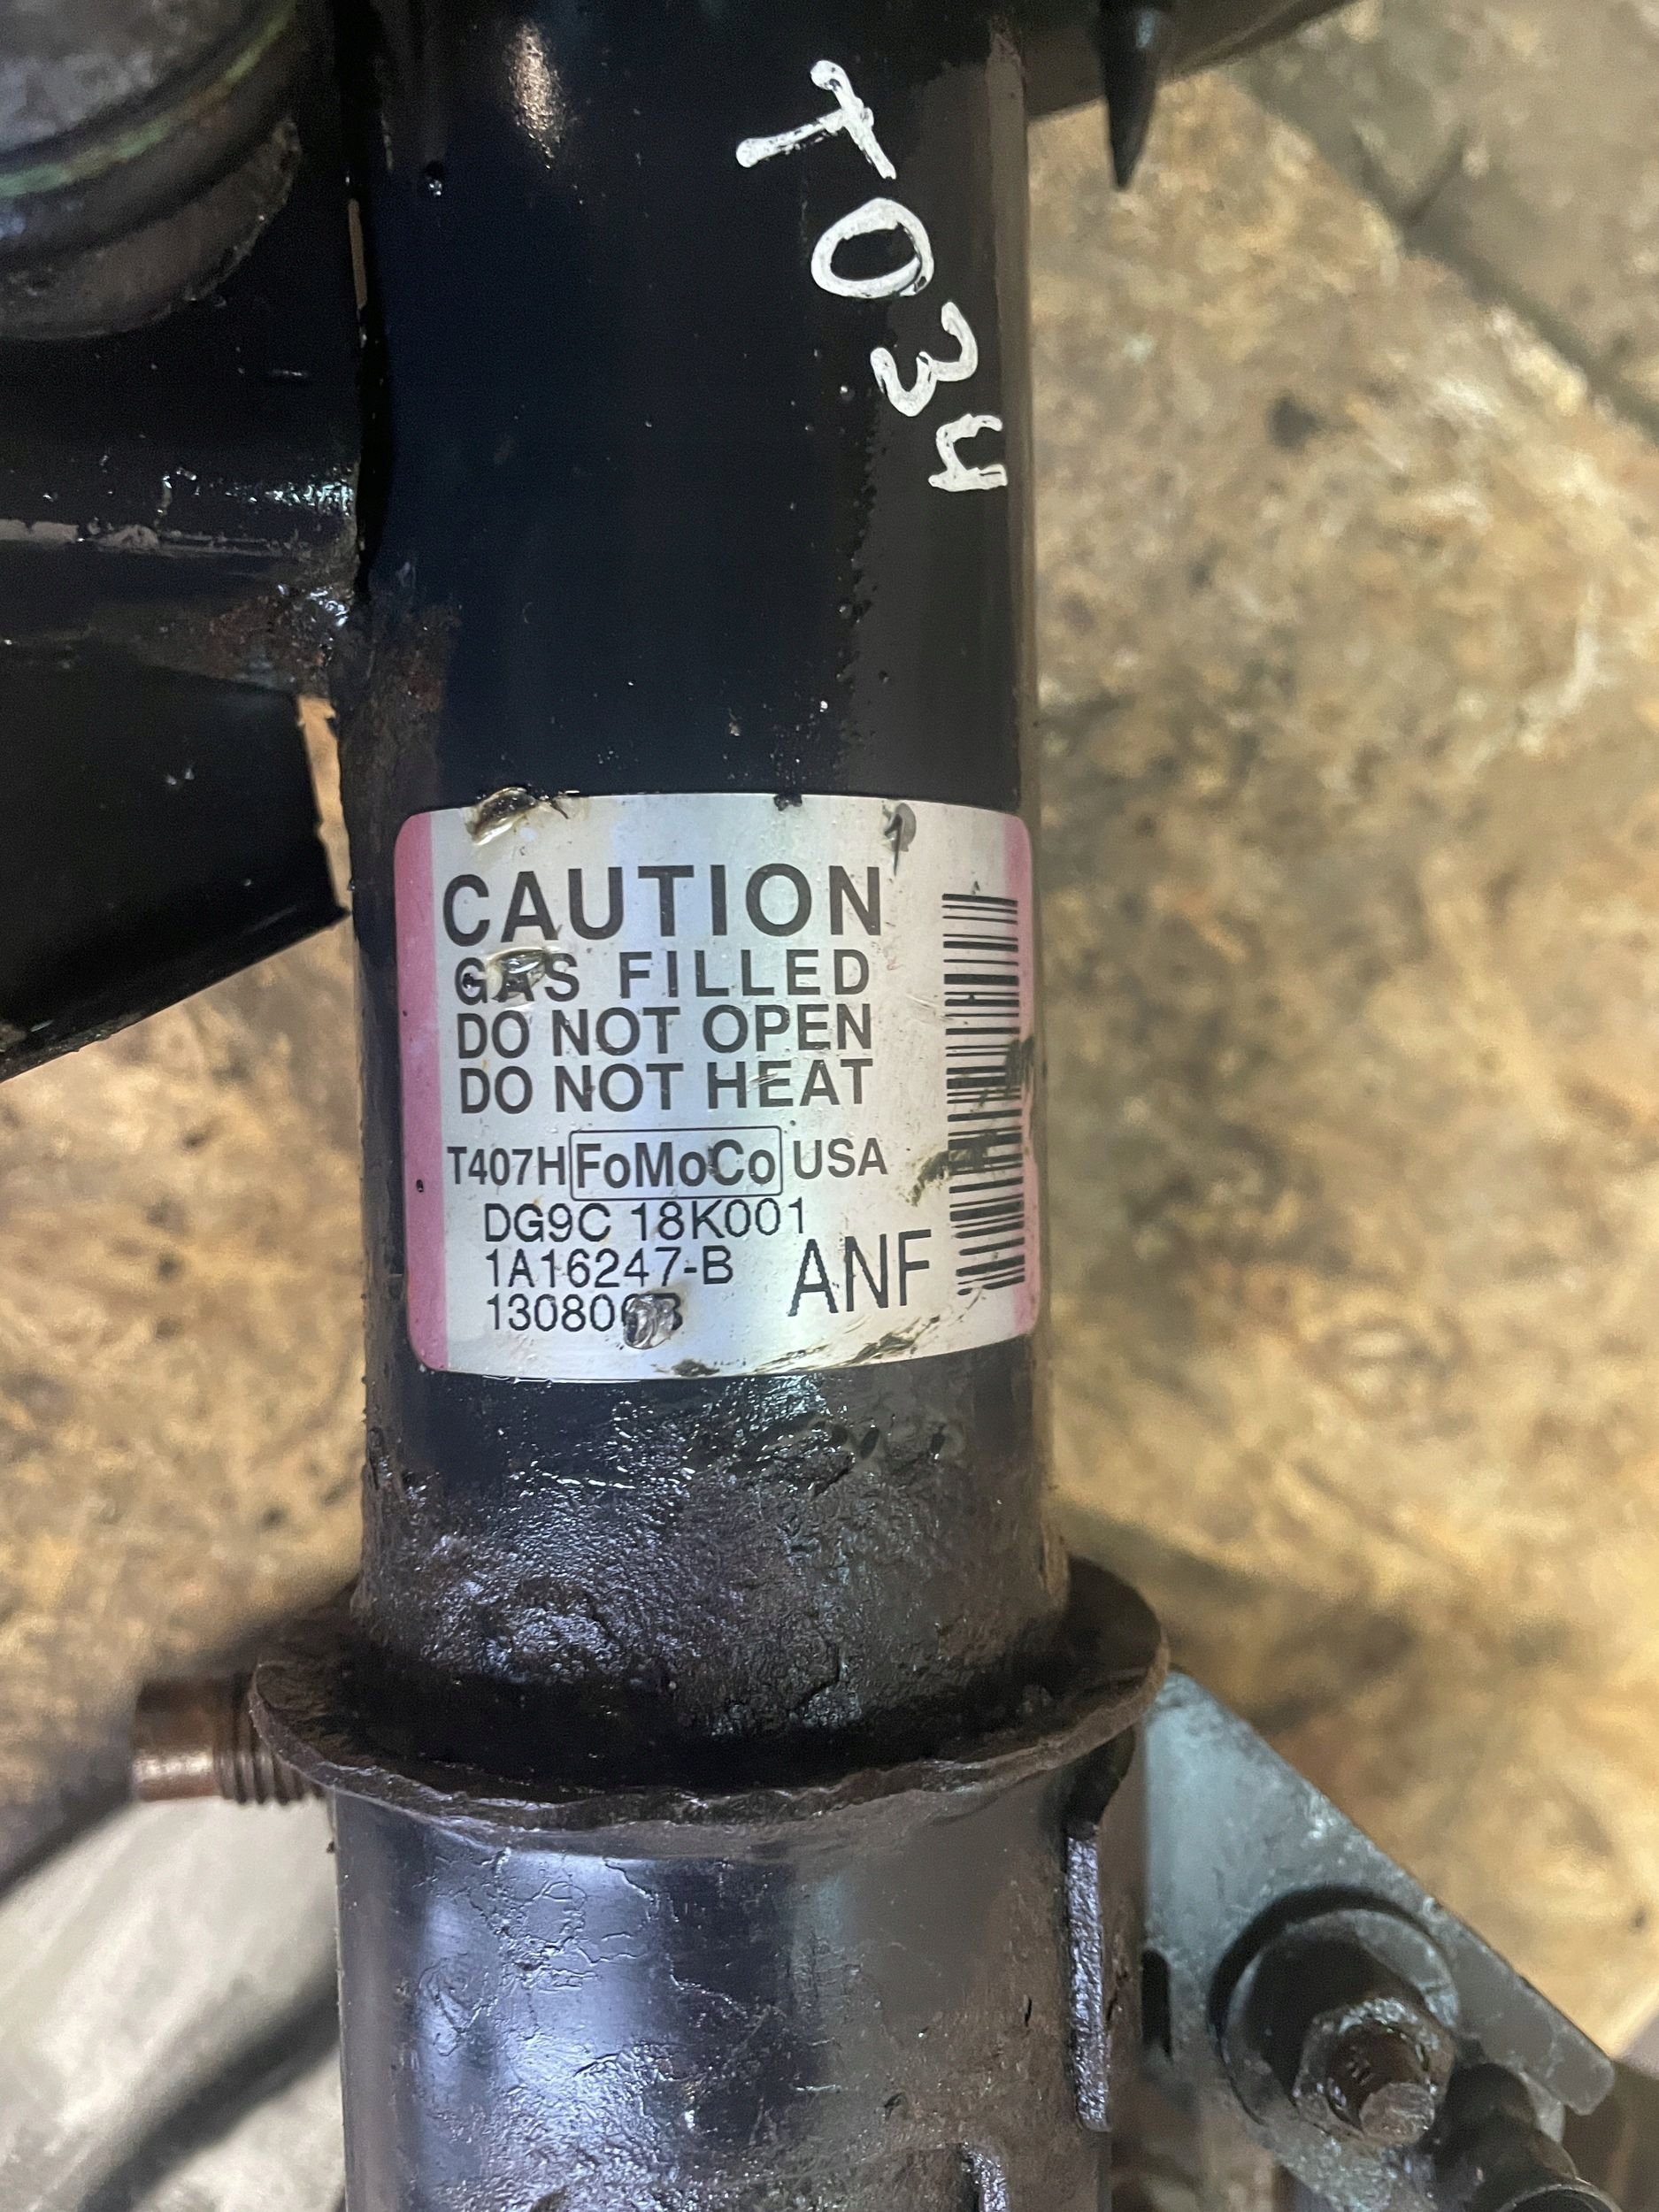 T034
CAUTION
GAS FILLED
DO NOT OPEN
DO NOT HEAT
T407H FoMoCo USA
DG9C 18K001
1A16247-B
ANF